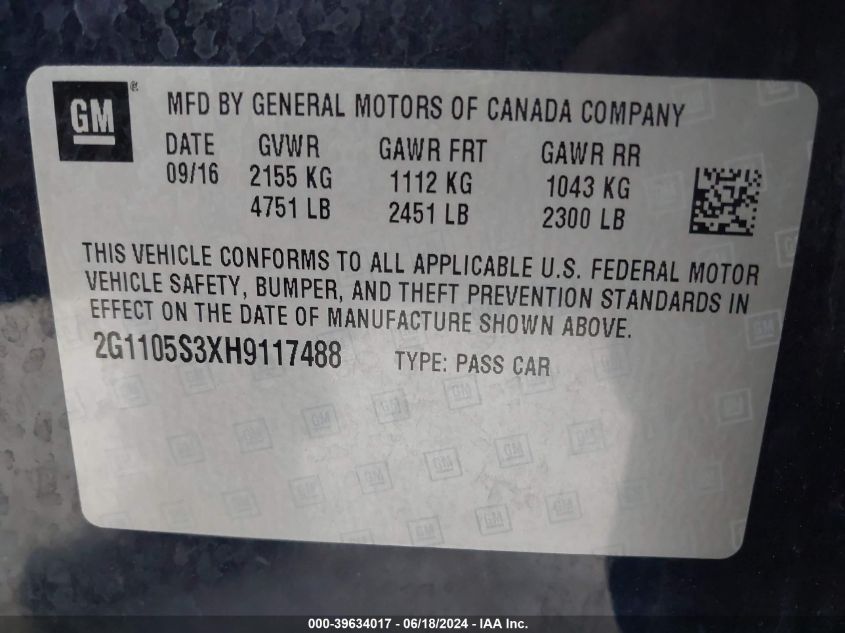 GM®
MFD BY GENERAL MOTORS OF CANADA COMPANY
DATE GVWR GAWR FRT GAWR RR
09/16 2155 KG 1112 KG 1043 KG
4751 LB 2451 LB 2300 LB
THIS VEHICLE CONFORMS TO ALL APPLICABLE U.S. FEDERAL MOTOR
VEHICLE SAFETY, BUMPER, AND THEFT PREVENTION STANDARDS IN
EFFECT ON THE DATE OF MANUFACTURE SHOWN ABOVE.
2G1105S3XH9117488 TYPE: PASS CAR
000-39634017 - 06/18/2024 - IAA Inc.